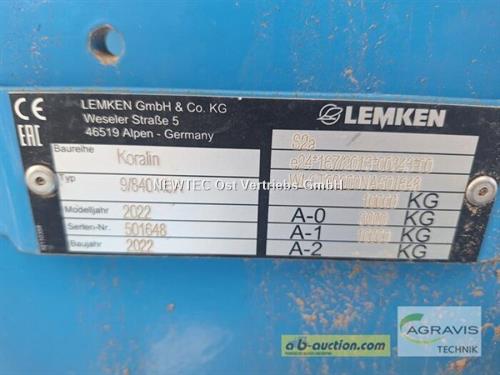 CE
EAC
LEMKEN GmbH & Co. KG
Weseler Straße 5
46519 Alpen - Germany
LEMKEN
Baureihe Koralin
Typ
NEWTEC Ost Vertriebs-GmbH
Modelljahr 2022
Serien-Nr. 501648
Baujahr 2022
S2a
KG
A-0 KG
A-1 KG
A-2 KG
ab-auction.com
AGRAVIS
TECHNIK